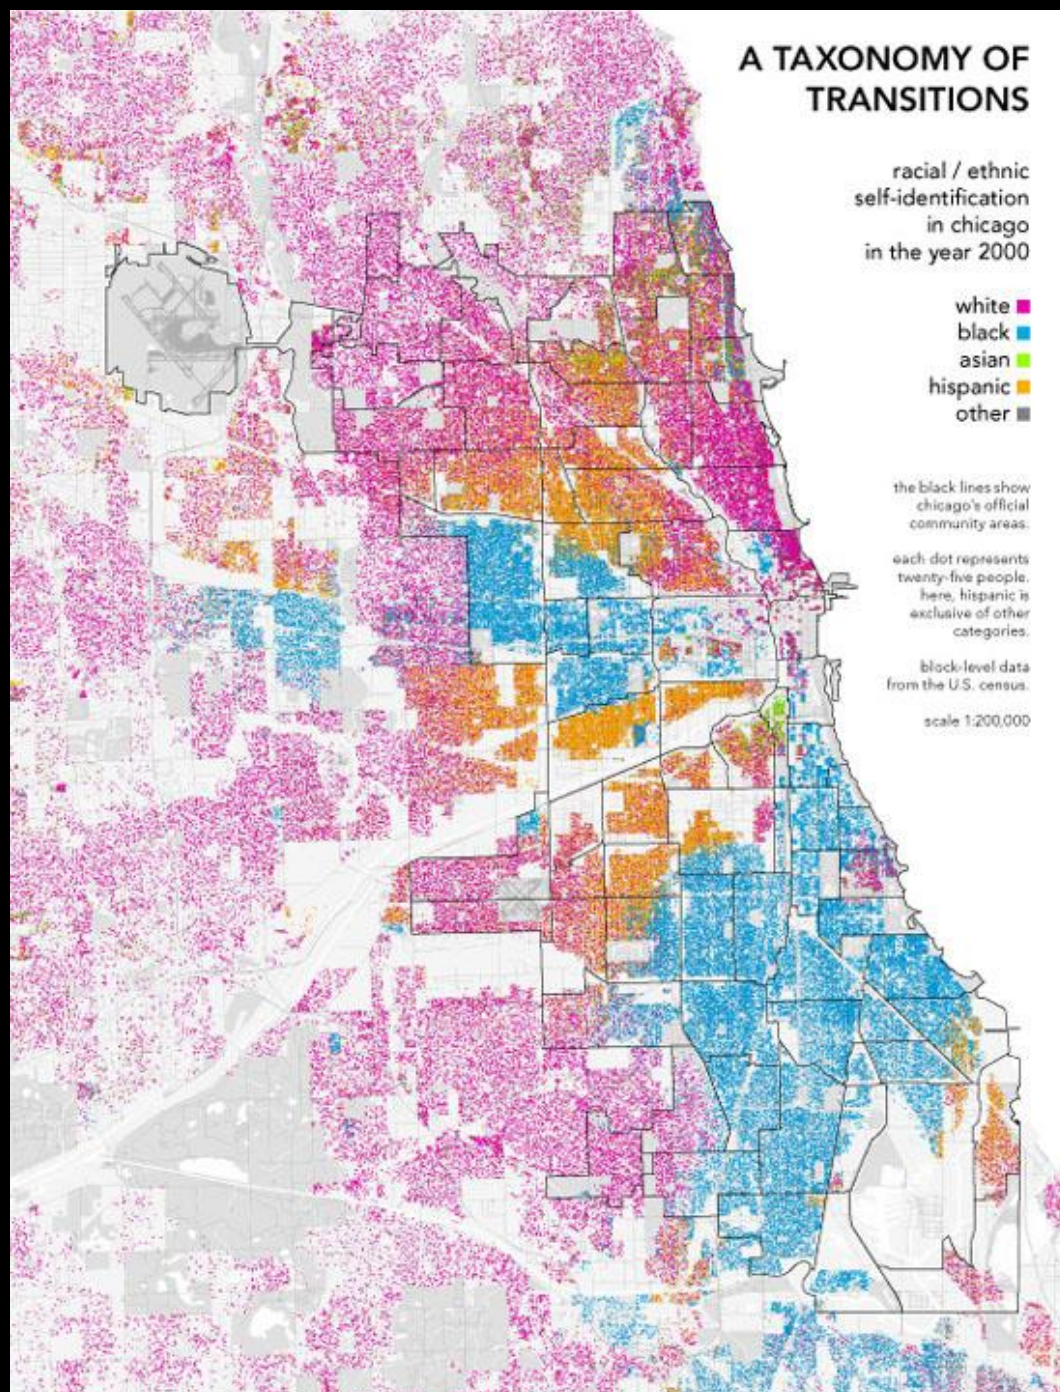 A TAXONOMY OF
TRANSITIONS
racial / ethnic
self-identification
in chicago
in the year 2000
white
black
asian
hispanic
other
the black lines show
chicago's official
community areas.
each dot represents
twenty-five people.
here, hispanic is
exclusive of other
categories.
block-level data
from the U.S. census.
scale 1:200,000